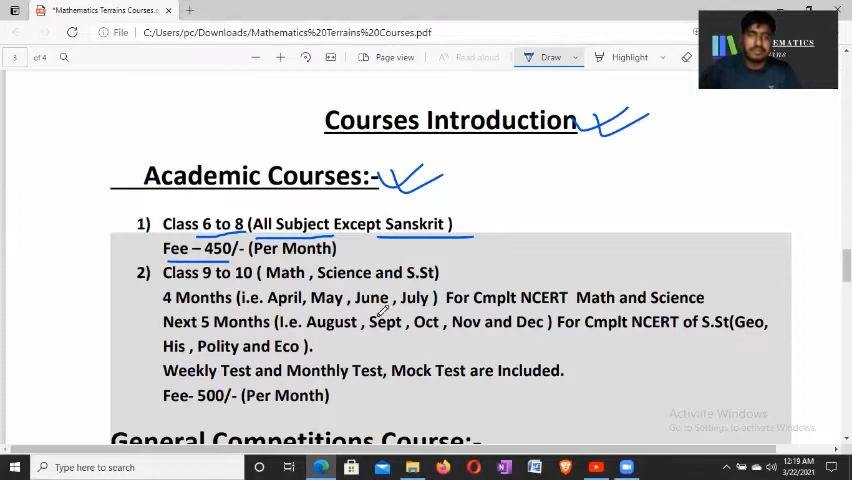 *Mathematics Terrains Courses.p
File
C:/Users/pc/Downloads/Mathematics%20Terrains%20Courses.pdf
3 of 4
Page view
Read aloud
Draw
Highlight
Courses Introduction
Academic Courses:-
1) Class 6 to 8 (All Subject Except Sanskrit )
Fee – 450/- (Per Month)
2) Class 9 to 10 ( Math , Science and S.St)
4 Months (i.e. April, May , June , July ) For Cmplt NCERT Math and Science
Next 5 Months (I.e. August , Sept , Oct , Nov and Dec ) For Cmplt NCERT of S.St(Geo,
His , Polity and Eco ).
Weekly Test and Monthly Test, Mock Test are Included.
Fee- 500/- (Per Month)
General Competitions Course:-
Activate Windows
Go to Settings to activate Windows.
Type here to search
12:19 AM
3/22/2021